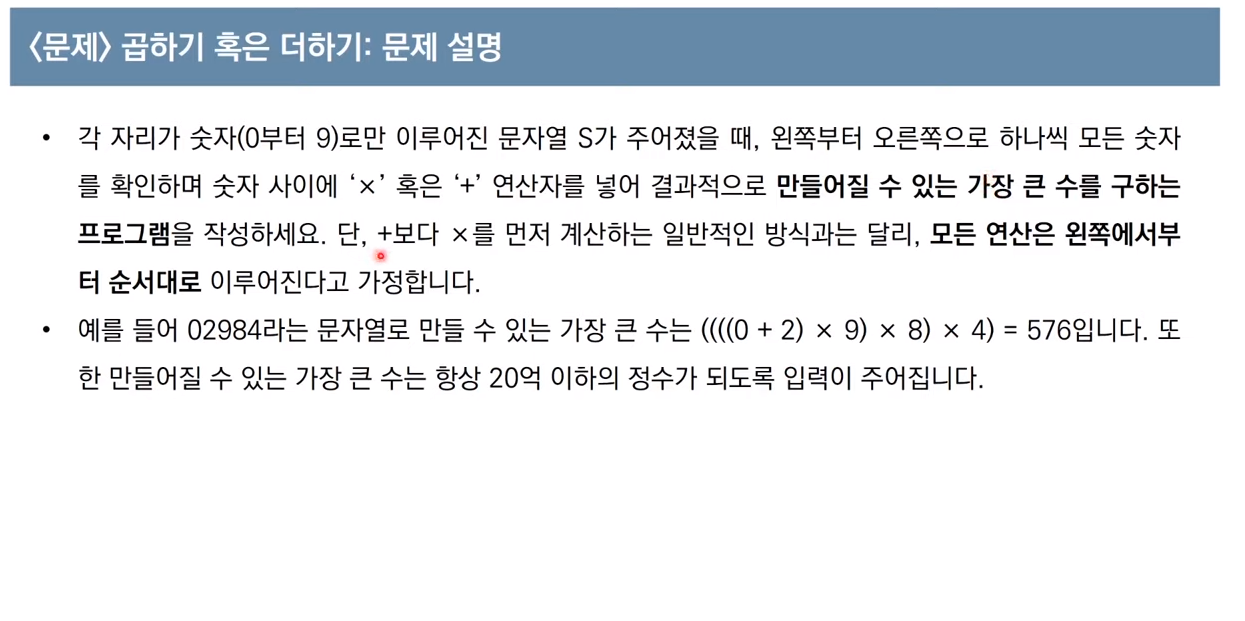 〈문제〉 곱하기 혹은 더하기: 문제 설명
• 각 자리가 숫자(0부터 9)로만 이루어진 문자열 S가 주어졌을 때, 왼쪽부터 오른쪽으로 하나씩 모든 숫자
를 확인하며 숫자 사이에 ‘×’ 혹은 ‘+’ 연산자를 넣어 결과적으로 만들어질 수 있는 가장 큰 수를 구하는
프로그램을 작성하세요. 단, +보다 ×를 먼저 계산하는 일반적인 방식과는 달리, 모든 연산은 왼쪽에서부
터 순서대로 이루어진다고 가정합니다.
• 예를 들어 02984라는 문자열로 만들 수 있는 가장 큰 수는 ((((0 + 2) × 9) × 8) × 4) = 576입니다. 또
한 만들어질 수 있는 가장 큰 수는 항상 20억 이하의 정수가 되도록 입력이 주어집니다.